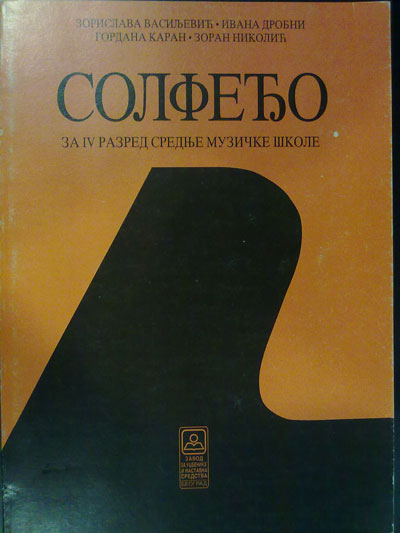 ЗОРИСЛАВА ВАСИЉЕВИЋ • ИВАНА ДРОБНИ
ГОРДАНА КАРАН • ЗОРАН НИКОЛИЋ
СОЛФЕЂО
ЗА IV РАЗРЕД СРЕДЊЕ МУЗИЧКЕ ШКОЛЕ
ЗАВОД
ЗА УЏБЕНИКЕ
И НАСТАВНА
СРЕДСТВА
БЕОГРАД